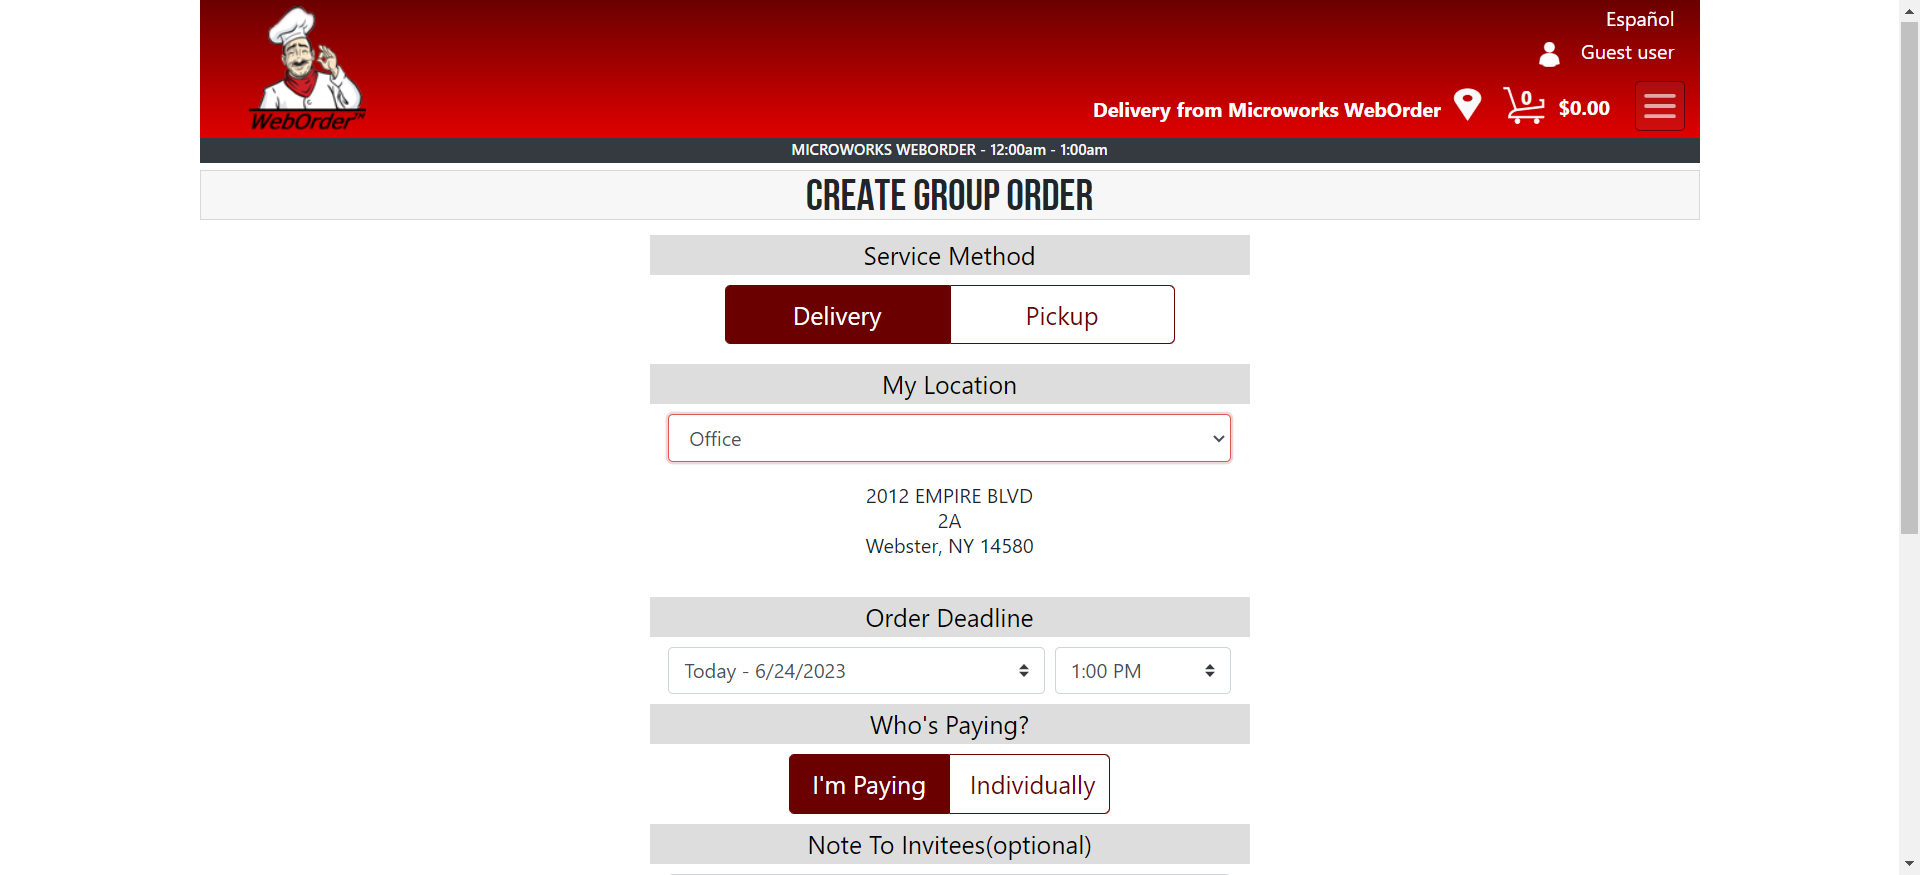 Español
Guest user
WebOrder™
Delivery from Microworks WebOrder 0 $0.00
MICROWORKS WEBORDER - 12:00am - 1:00am
CREATE GROUP ORDER
Service Method
Delivery Pickup
My Location
Office
2012 EMPIRE BLVD
2A
Webster, NY 14580
Order Deadline
Today - 6/24/2023 1:00 PM
Who's Paying?
I'm Paying Individually
Note To Invitees(optional)